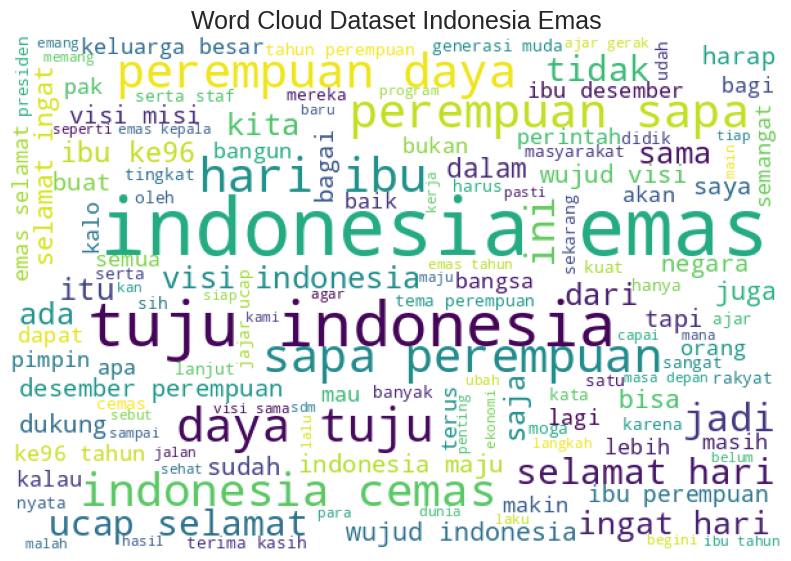 Word Cloud Dataset Indonesia Emas
emang
keluarga besar
tahun perempuan
generasi muda
ajar gerak
udah
harap
memang
perempuan daya
tidak
presiden
pak
serta staf
mereka
program
ibu desember
bagi
visi misi
baru
perempuan sapa
seperti
emas kepala
kita
bukan
perintah
didik
tiap
semangat
selamat ingat
emas selamat
ibu ke96
bangun
bagai
masyarakat
sama
main
buat
tingkat
hari ibu
dalam
wujud visi
oleh
baik
kerja
harus
pasti
akan
saya
kalo
indonesia emas
ini
sekarang
semua
emas tahun
kuat
negara
serta
visi indonesia
maju
bangsa
hanya
itu
kan
sih
siap
agar
tema perempuan
dari
juga
ada
tuju indonesia
kami
capai
mana
tapi
ajar
dapat
jajar ucap
sapa perempuan
orang
pimpin
apa
lanjut
sangat
desember perempuan
mau
banyak
ubah
satu
masa depan
rakyat
cemas
visi sama
sdm
terus
penting
ekonomi
saja
kata
bisa
jadi
dukung
sebut
sampai
daya tuju
lalu
moga
lagi
karena
ke96 tahun
jalan
langkah
lebih
masih
belum
kalau
sehat
sudah
indonesia maju
selamat hari
nyata
indonesia cemas
makin
ibu perempuan
para
dunia
laku
ucap selamat
wujud indonesia
ingat hari
malah
hasil
terima kasih
begini
ibu tahun